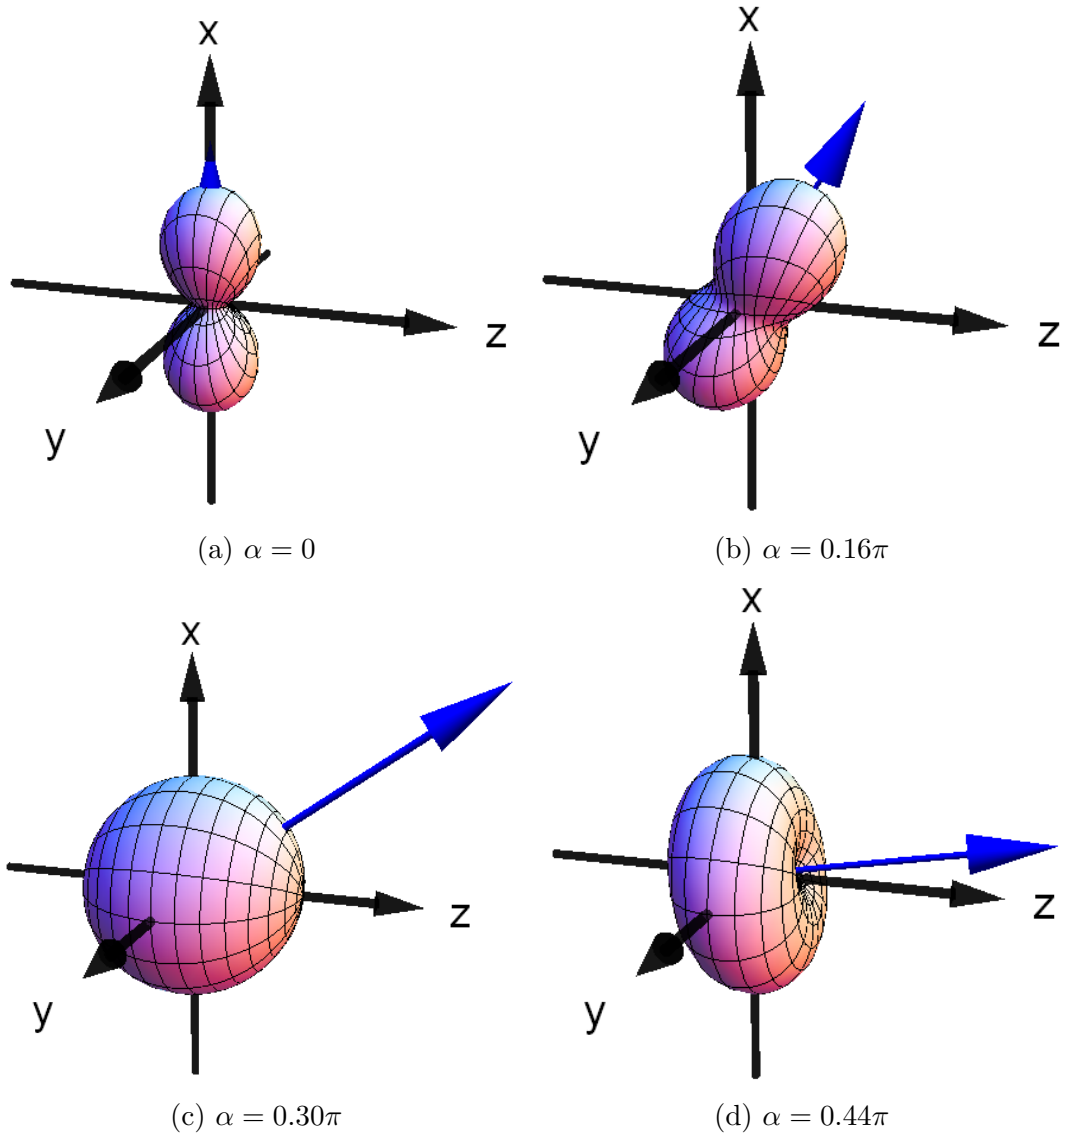 x
x
z
z
y
y
(a) α = 0
(b) α = 0.16π
x
x
z
z
y
y
(c) α = 0.30π
(d) α = 0.44π